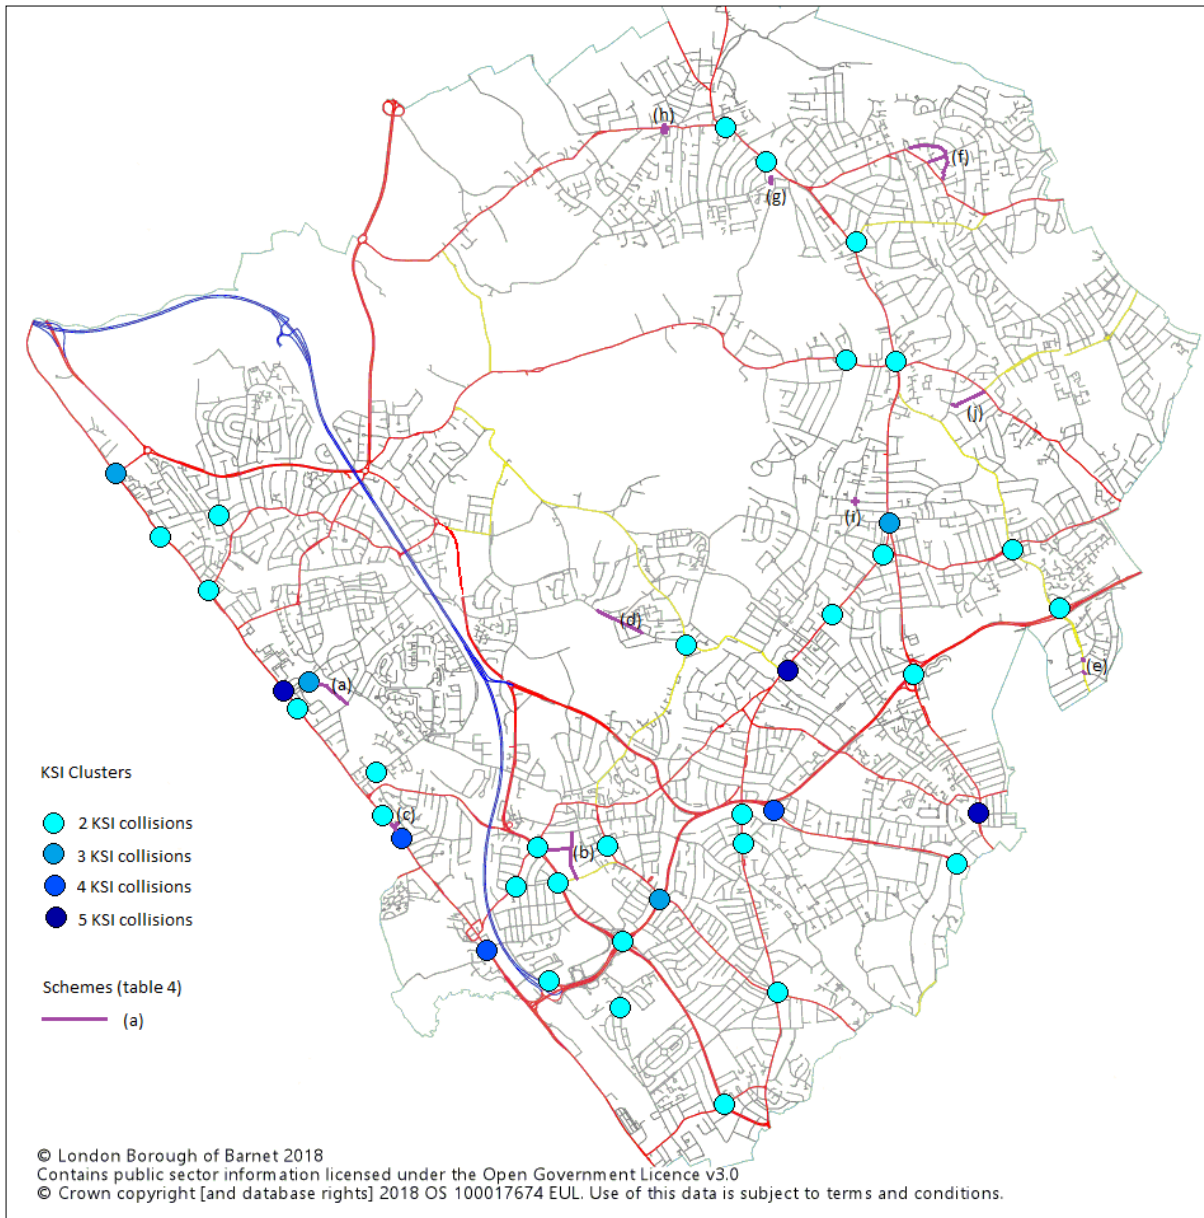 (h)
(f)
(g)
(j)
(i)
(d)
(e)
(a)
(c)
(b)
KSI Clusters
2 KSI collisions
3 KSI collisions
4 KSI collisions
5 KSI collisions
Schemes (table 4)
(a)
© London Borough of Barnet 2018
Contains public sector information licensed under the Open Government Licence v3.0
© Crown copyright [and database rights] 2018 OS 100017674 EUL. Use of this data is subject to terms and conditions.